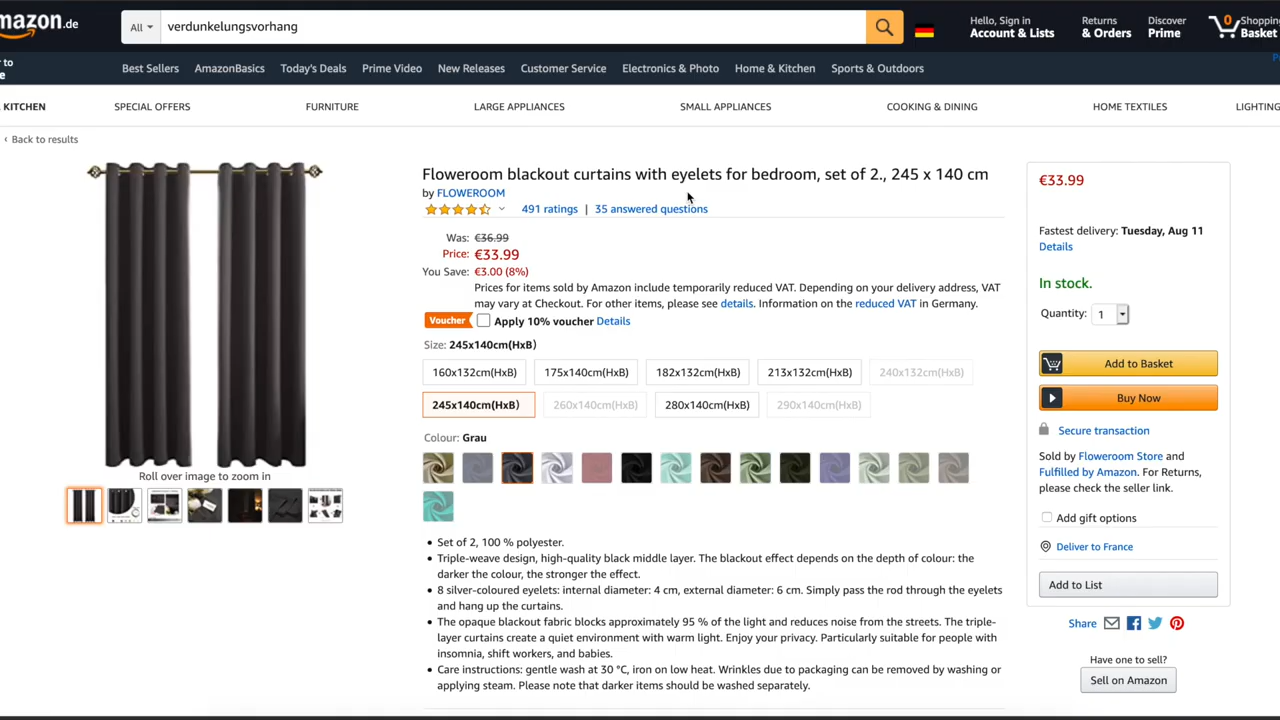 mazon.de
All
verdunkelungsvorhang
Hello, Sign in
Account & Lists
Returns
& Orders
Discover
Prime
0
Shopping
Basket
r to
e
Best Sellers
AmazonBasics
Today's Deals
Prime Video
New Releases
Customer Service
Electronics & Photo
Home & Kitchen
Sports & Outdoors
KITCHEN
SPECIAL OFFERS
FURNITURE
LARGE APPLIANCES
SMALL APPLIANCES
COOKING & DINING
HOME TEXTILES
LIGHTING
‹ Back to results
Roll over image to zoom in
Floweroom blackout curtains with eyelets for bedroom, set of 2., 245 x 140 cm
by FLOWEROOM
491 ratings | 35 answered questions
Was: €36.99
Price: €33.99
You Save: €3.00 (8%)
Prices for items sold by Amazon include temporarily reduced VAT. Depending on your delivery address, VAT
may vary at Checkout. For other items, please see details. Information on the reduced VAT in Germany.
Voucher Apply 10% voucher Details
Size: 245x140cm(HxB)
160x132cm(HxB)
175x140cm(HxB)
182x132cm(HxB)
213x132cm(HxB)
240x132cm(HxB)
245x140cm(HxB)
260x140cm(HxB)
280x140cm(HxB)
290x140cm(HxB)
Colour: Grau
• Set of 2, 100 % polyester.
• Triple-weave design, high-quality black middle layer. The blackout effect depends on the depth of colour: the
darker the colour, the stronger the effect.
• 8 silver-coloured eyelets: internal diameter: 4 cm, external diameter: 6 cm. Simply pass the rod through the eyelets
and hang up the curtains.
• The opaque blackout fabric blocks approximately 95 % of the light and reduces noise from the streets. The triple-
layer curtains create a quiet environment with warm light. Enjoy your privacy. Particularly suitable for people with
insomnia, shift workers, and babies.
• Care instructions: gentle wash at 30 °C, iron on low heat. Wrinkles due to packaging can be removed by washing or
applying steam. Please note that darker items should be washed separately.
€33.99
Fastest delivery: Tuesday, Aug 11
Details
In stock.
Quantity: 1
Add to Basket
Buy Now
Secure transaction
Sold by Floweroom Store and
Fulfilled by Amazon. For Returns,
please check the seller link.
Add gift options
Deliver to France
Add to List
Share
Have one to sell?
Sell on Amazon